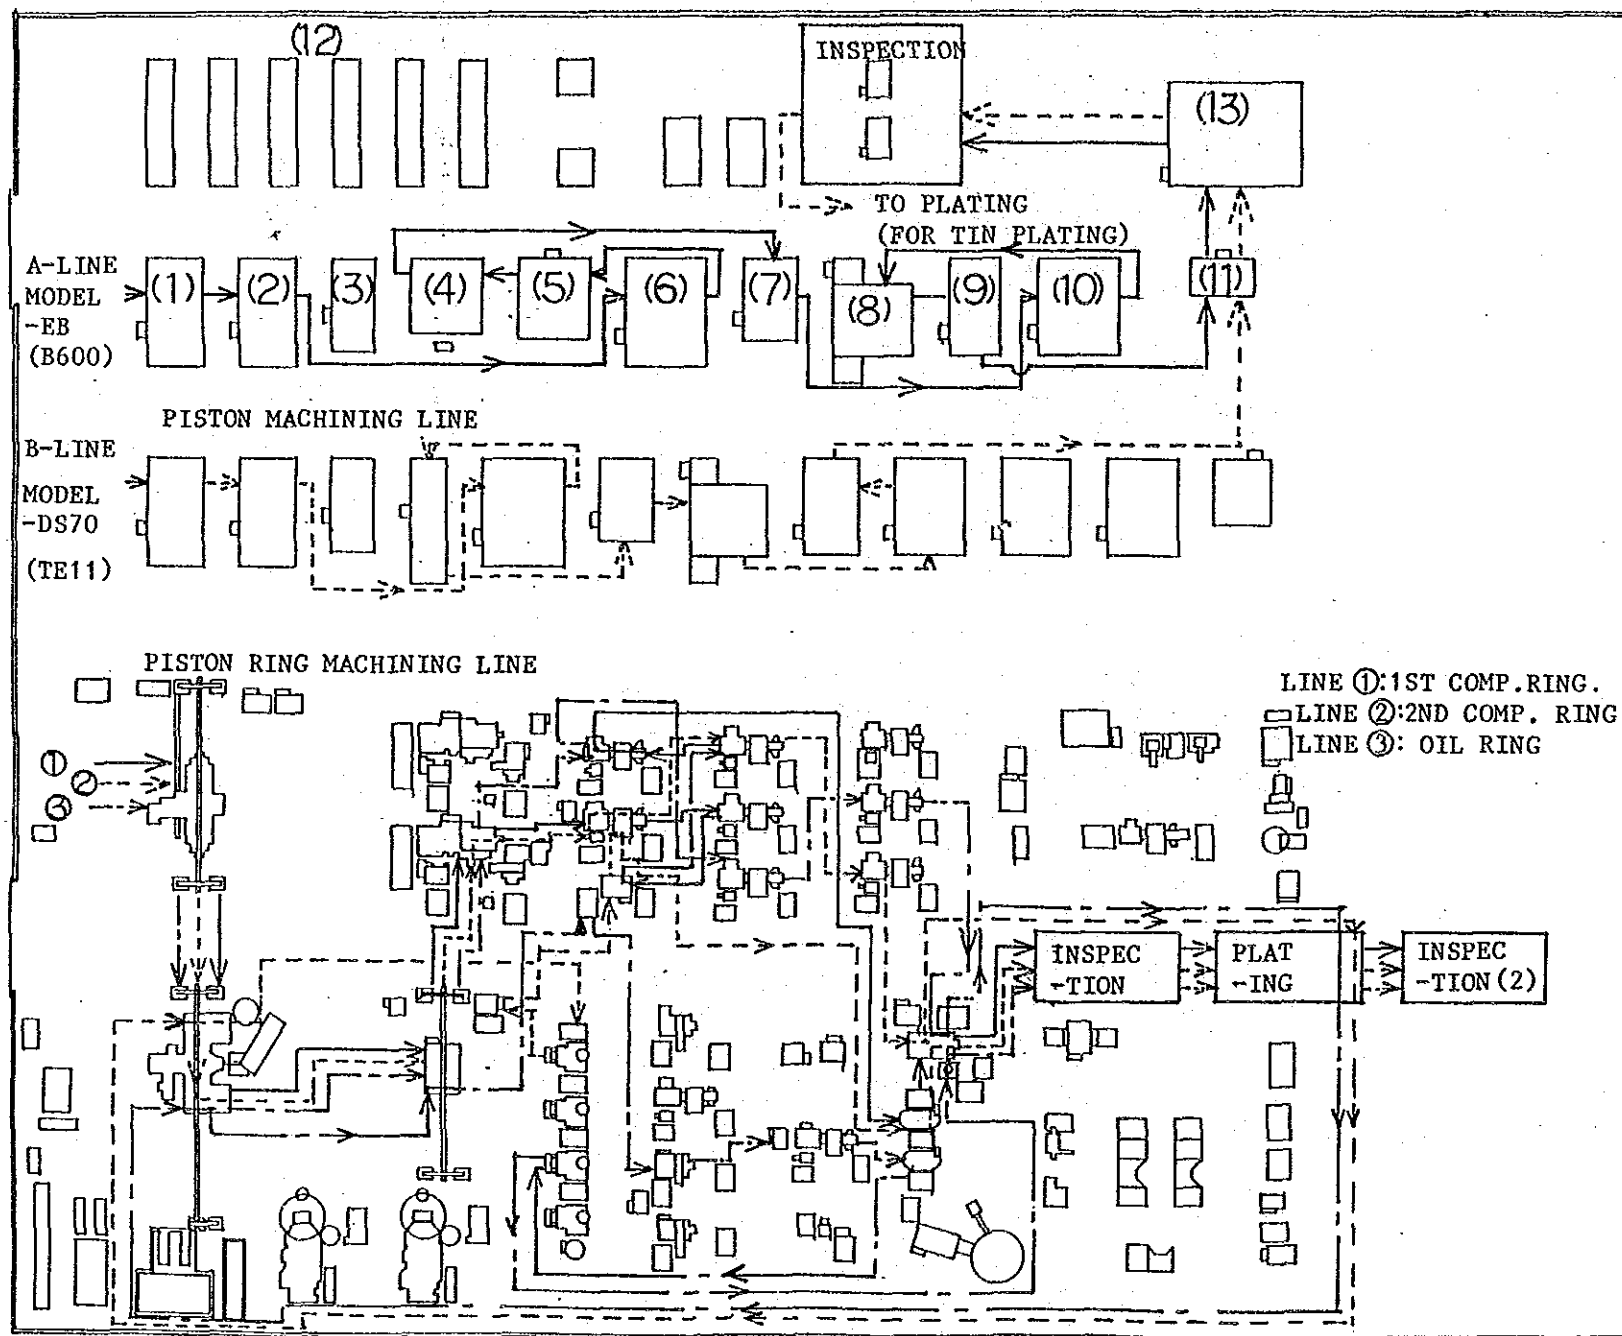 (12)
INSPECTION
(13)
TO PLATING
(FOR TIN PLATING)
A-LINE
MODEL
-EB
(B600)
(1)
(2)
(3)
(4)
(5)
(6)
(7)
(8)
(9)
(10)
(11)
PISTON MACHINING LINE
B-LINE
MODEL
-DS70
(TE11)
PISTON RING MACHINING LINE
LINE ①:1ST COMP.RING.
LINE ②:2ND COMP. RING
LINE ③: OIL RING
①
②
③
INSPEC
-TION
PLAT
-ING
INSPEC
-TION(2)